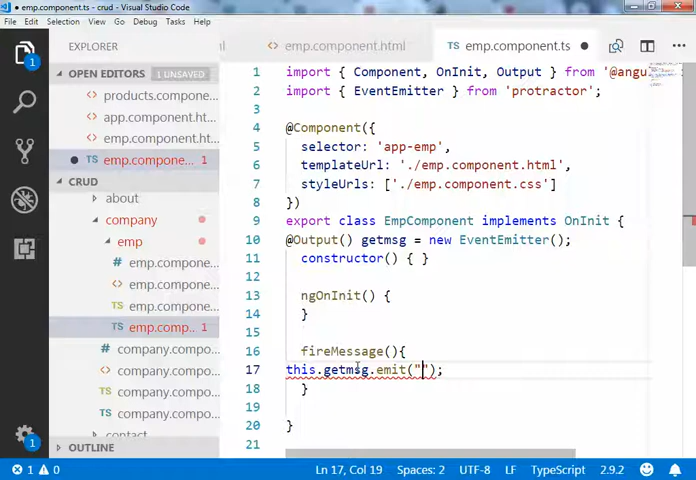 emp.component.ts - crud - Visual Studio Code
File Edit Selection View Go Debug Tasks Help
EXPLORER
emp.component.html
TS emp.component.ts
OPEN EDITORS 1 UNSAVED
products.compone...
app.component.ht...
emp.component.ht...
TS emp.compone... 1
CRUD
about
company
emp
# emp.compone...
<> emp.compone...
TS emp.compone...
TS emp.comp... 1
# company.compo...
<> company.compo...
TS company.compo...
TS company.compo...
contact
OUTLINE
1 import { Component, OnInit, Output } from '@angu
2 import { EventEmitter } from 'protractor';
3
4 @Component({
5 selector: 'app-emp',
6 templateUrl: './emp.component.html',
7 styleUrls: ['./emp.component.css']
8 })
9 export class EmpComponent implements OnInit {
10 @Output() getmsg = new EventEmitter();
11 constructor() { }
12
13 ngOnInit() {
14 }
15
16 fireMessage(){
17 this.getmsg.emit("");
18 }
19
20 }
21
1 0 Ln 17, Col 19 Spaces: 2 UTF-8 LF TypeScript 2.9.2